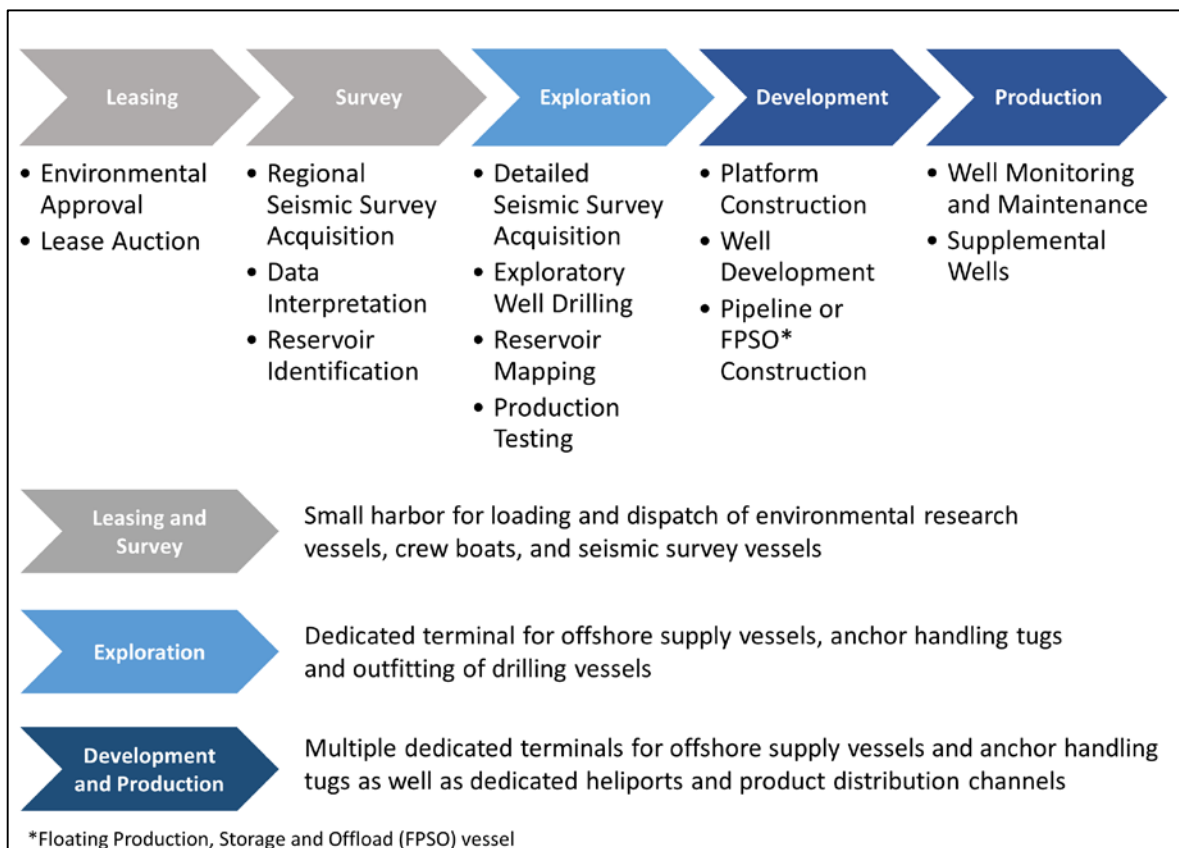 Leasing
Survey
Exploration
Development
Production
• Environmental
Approval
• Lease Auction
• Regional
Seismic Survey
Acquisition
• Data
Interpretation
• Reservoir
Identification
• Detailed
Seismic Survey
Acquisition
• Exploratory
Well Drilling
• Reservoir
Mapping
• Production
Testing
• Platform
Construction
• Well
Development
• Pipeline or
FPSO*
Construction
• Well Monitoring
and Maintenance
• Supplemental
Wells
Leasing and
Survey
Small harbor for loading and dispatch of environmental research
vessels, crew boats, and seismic survey vessels
Exploration
Dedicated terminal for offshore supply vessels, anchor handling tugs
and outfitting of drilling vessels
Development
and Production
Multiple dedicated terminals for offshore supply vessels and anchor handling
tugs as well as dedicated heliports and product distribution channels
*Floating Production, Storage and Offload (FPSO) vessel